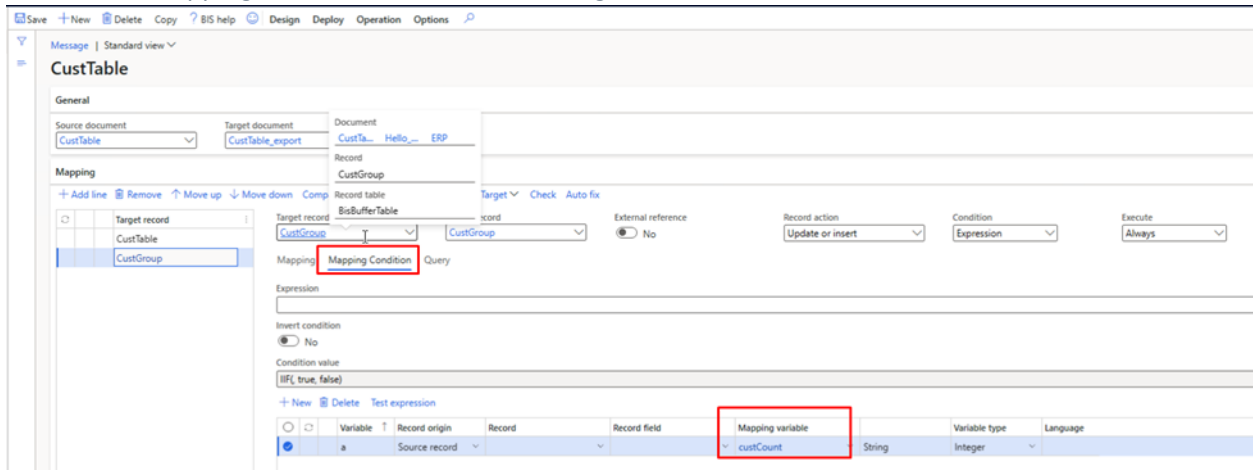 Save + New Delete Copy ? BIS help Design Deploy Operation Options
Message | Standard view
CustTable
General
Source document Target document Document
CustTable CustTable_export CustTa... Hello_... ERP
Record
CustGroup
Mapping
+ Add line Remove ↑ Move up ↓ Move down Comp Record table Target Check Auto fix
BisBufferTable
Target record Target record ecord External reference Record action Condition Execute
CustTable CustGroup CustGroup No Update or insert Expression Always
CustGroup Mapping Mapping Condition Query
Expression
Invert condition
No
Condition value
IIF(, true, false)
+ New Delete Test expression
Variable ↑ Record origin Record Record field Mapping variable Variable type Language
a Source record custCount String Integer